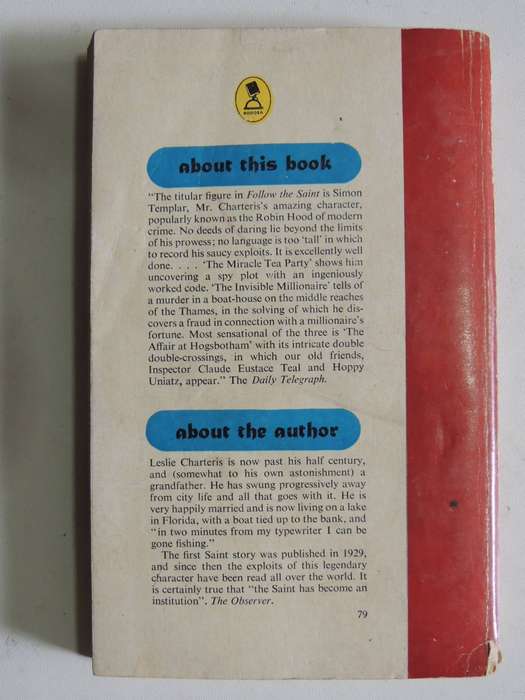 HODDER
about this book
"The titular figure in Follow the Saint is Simon
Templar, Mr. Charteris's amazing character,
popularly known as the Robin Hood of modern
crime. No deeds of daring lie beyond the limits
of his prowess; no language is too 'tall' in which
to record his saucy exploits. It is excellently well
done. . . . 'The Miracle Tea Party' shows him
uncovering a spy plot with an ingeniously
worked code. 'The Invisible Millionaire' tells of
a murder in a boat-house on the middle reaches
of the Thames, in the solving of which he dis-
covers a fraud in connection with a millionaire's
fortune. Most sensational of the three is 'The
Affair at Hogsbotham' with its intricate double
double-crossings, in which our old friends,
Inspector Claude Eustace Teal and Hoppy
Uniatz, appear." The Daily Telegraph.
about the author
Leslie Charteris is now past his half century,
and (somewhat to his own astonishment) a
grandfather. He has swung progressively away
from city life and all that goes with it. He is
very happily married and is now living on a lake
in Florida, with a boat tied up to the bank, and
"in two minutes from my typewriter I can be
gone fishing."
The first Saint story was published in 1929,
and since then the exploits of this legendary
character have been read all over the world. It
is certainly true that "the Saint has become an
institution". The Observer.
79